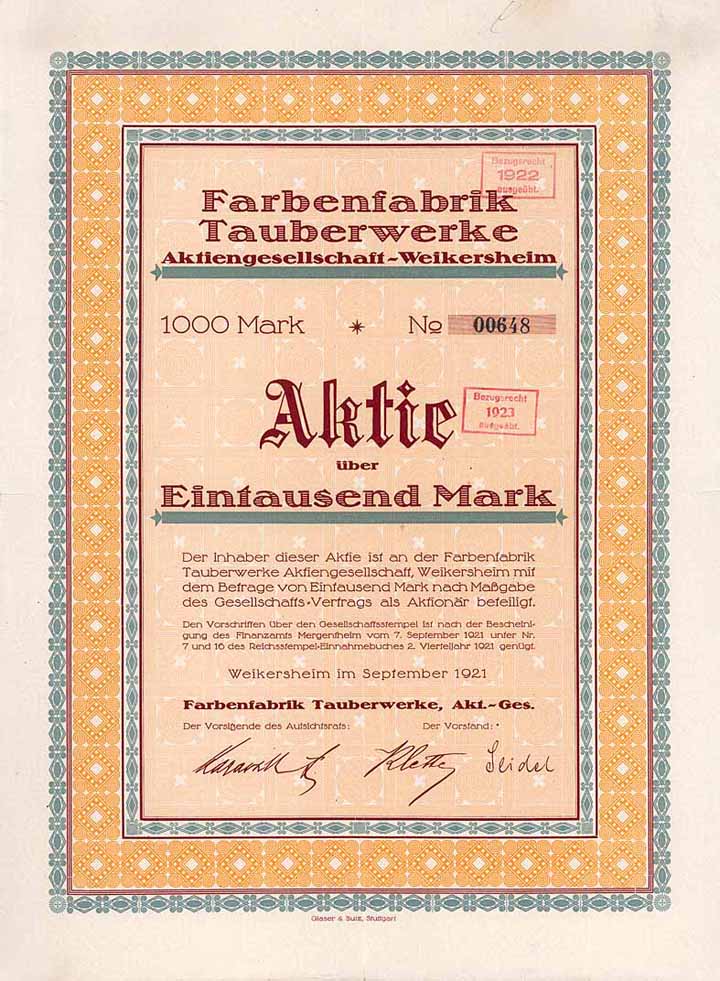 Bezugsrecht
1922
ausgeübt.
Farbenfabrik
Tauberwerke
Aktiengesellschaft-Weikersheim
1000 Mark * No 00648
Aktie
Bezugsrecht
1923
ausgeübt.
über
Eintausend Mark
Der Inhaber dieser Aktie ist an der Farbenfabrik
Tauberwerke Aktiengesellschaft, Weikersheim mit
dem Betrage von Eintausend Mark nach Maßgabe
des Gesellschafts-Vertrags als Aktionär beteiligt.
Den Vorschriften über den Gesellschaftsstempel ist nach der Bescheini-
gung des Finanzamts Mergentheim vom 7. September 1921 unter Nr.
7 und 16 des Reichsstempel-Einnahmebuches 2. Vierteljahr 1921 genügt.
Weikersheim im September 1921
Farbenfabrik Tauberwerke, Akt.-Ges.
Der Vorsitzende des Aufsichtsrats: Der Vorstand:
Klett Seidel
Glaser & Sulz, Stuttgart